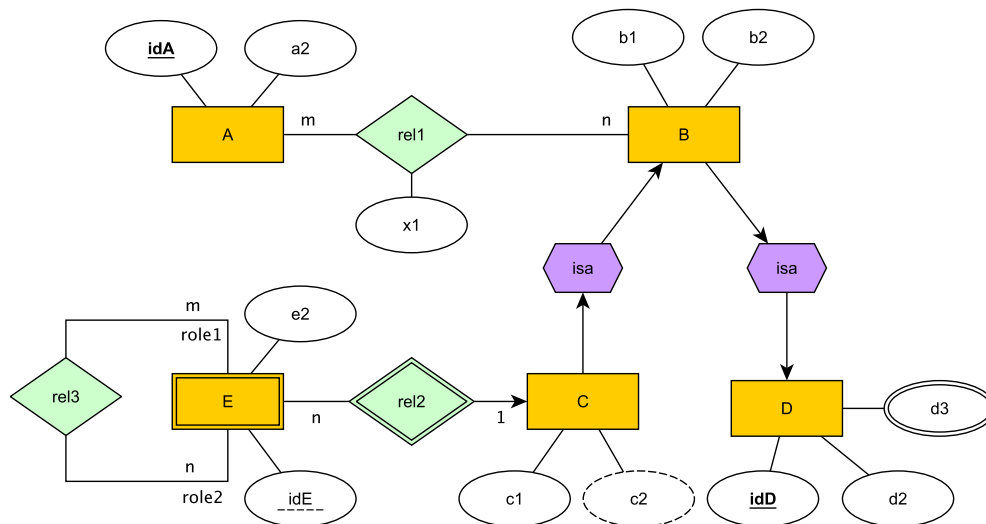 idA
a2
b1
b2
A
m
rel1
n
B
x1
isa
isa
m
role1
e2
rel3
E
n
rel2
1
C
D
d3
n
role2
idE
c1
c2
idD
d2